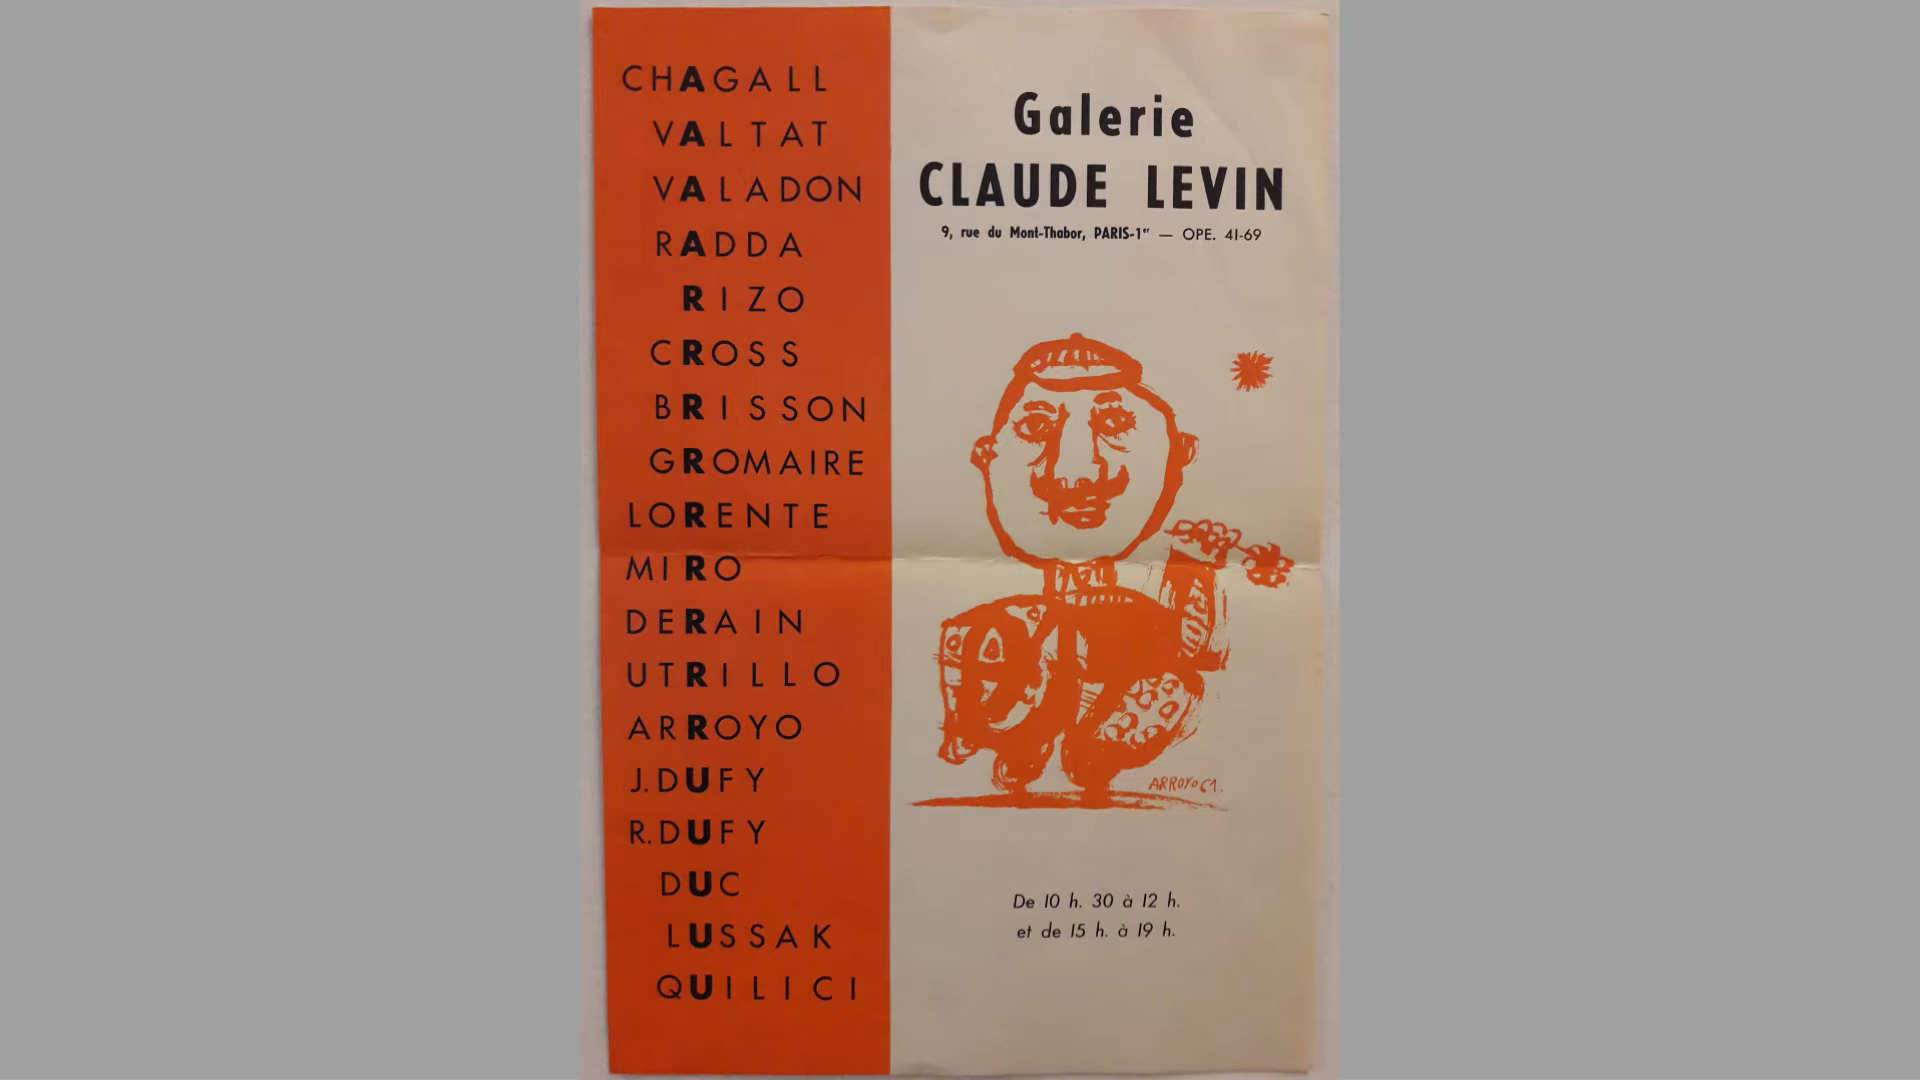 CHAGALL
VALTAT
VALADON
RADDA
RIZO
CROSS
BRISSON
GROMAIRE
LORENTE
MIRO
DERAIN
UTRILLO
ARROYO
J. DUFY
R. DUFY
DUC
LUSSAK
QUILICI
Galerie
CLAUDE LEVIN
9, rue du Mont-Thabor, PARIS-1er — OPE. 41-69
ARROYO 61.
De 10 h. 30 à 12 h.
et de 15 h. à 19 h.